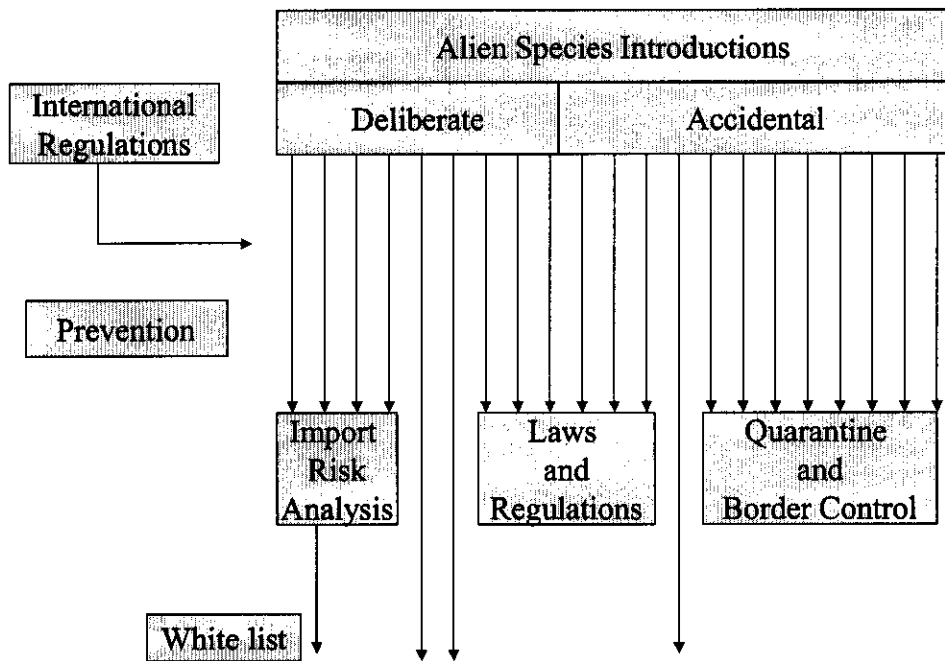 Alien Species Introductions
International
Regulations
Deliberate
Accidental
Prevention
Import
Risk
Analysis
Laws
and
Regulations
Quarantine
and
Border Control
White list